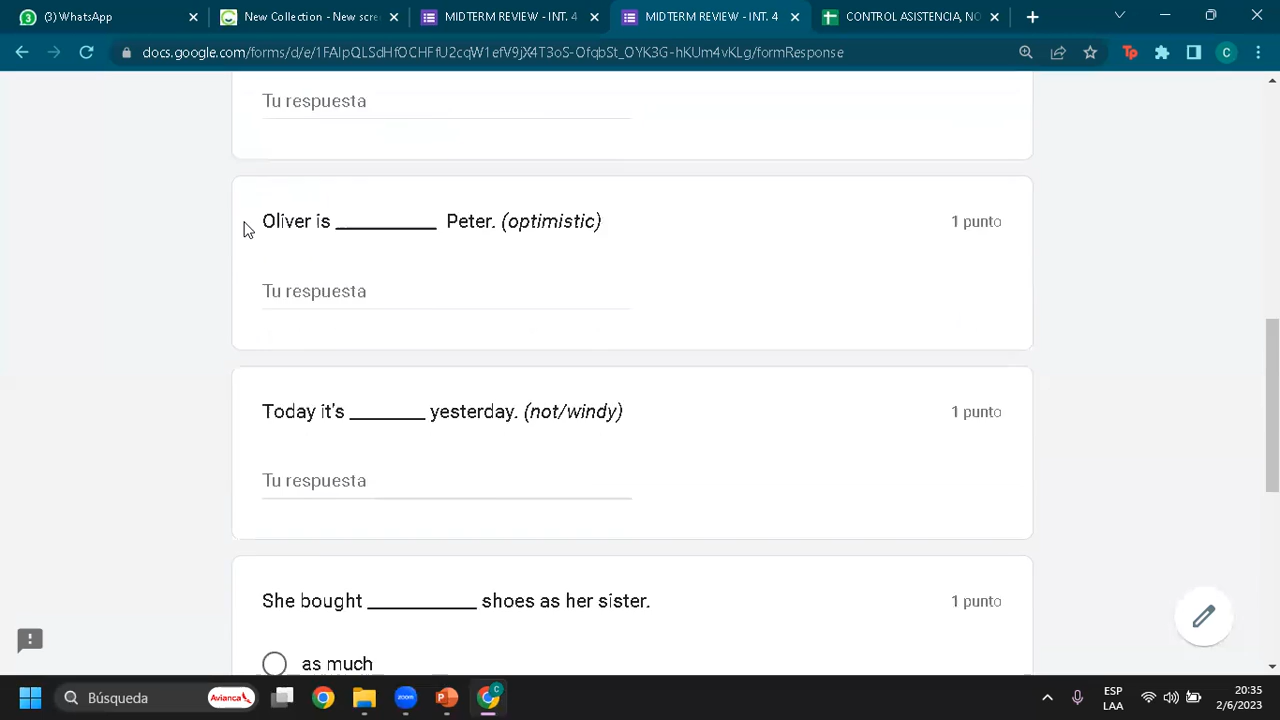 (3) WhatsApp
New Collection - New scre
MIDTERM REVIEW - INT. 4
MIDTERM REVIEW - INT. 4
CONTROL ASISTENCIA, NO
docs.google.com/forms/d/e/1FAIpQLSdHfOCHFfU2cqW1efV9jX4T3oS-OfqbSt_OYK3G-hKUm4vKLg/formResponse
Tu respuesta
Oliver is __________ Peter. (optimistic)
1 punto
Tu respuesta
Today it's ________ yesterday. (not/windy)
1 punto
Tu respuesta
She bought ___________ shoes as her sister.
1 punto
as much
Búsqueda
Avianca
zoom
ESP
LAA
20:35
2/6/2023